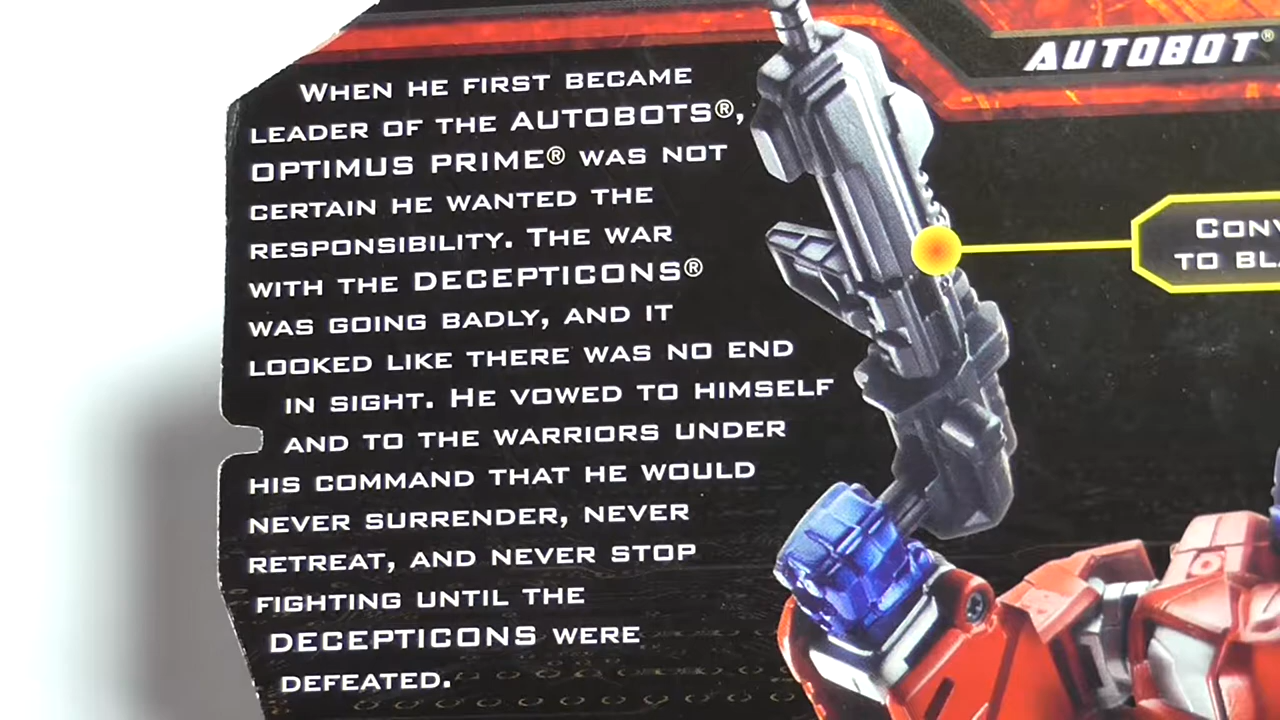 AUTOBOT®
WHEN HE FIRST BECAME
LEADER OF THE AUTOBOTS®,
OPTIMUS PRIME® WAS NOT
CERTAIN HE WANTED THE
RESPONSIBILITY. THE WAR
WITH THE DECEPTICONS®
WAS GOING BADLY, AND IT
LOOKED LIKE THERE WAS NO END
IN SIGHT. HE VOWED TO HIMSELF
AND TO THE WARRIORS UNDER
HIS COMMAND THAT HE WOULD
NEVER SURRENDER, NEVER
RETREAT, AND NEVER STOP
FIGHTING UNTIL THE
DECEPTICONS WERE
DEFEATED.
TO